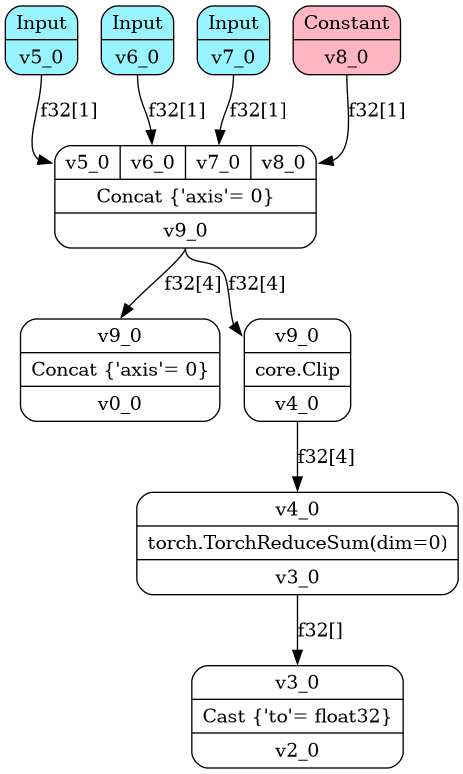 Input
v5_0
Input
v6_0
Input
v7_0
Constant
v8_0
f32[1]
f32[1]
f32[1]
f32[1]
v5_0 v6_0 v7_0 v8_0
Concat {'axis'= 0}
v9_0
f32[4]
f32[4]
v9_0
Concat {'axis'= 0}
v0_0
v9_0
core.Clip
v4_0
f32[4]
v4_0
torch.TorchReduceSum(dim=0)
v3_0
f32[]
v3_0
Cast {'to'= float32}
v2_0